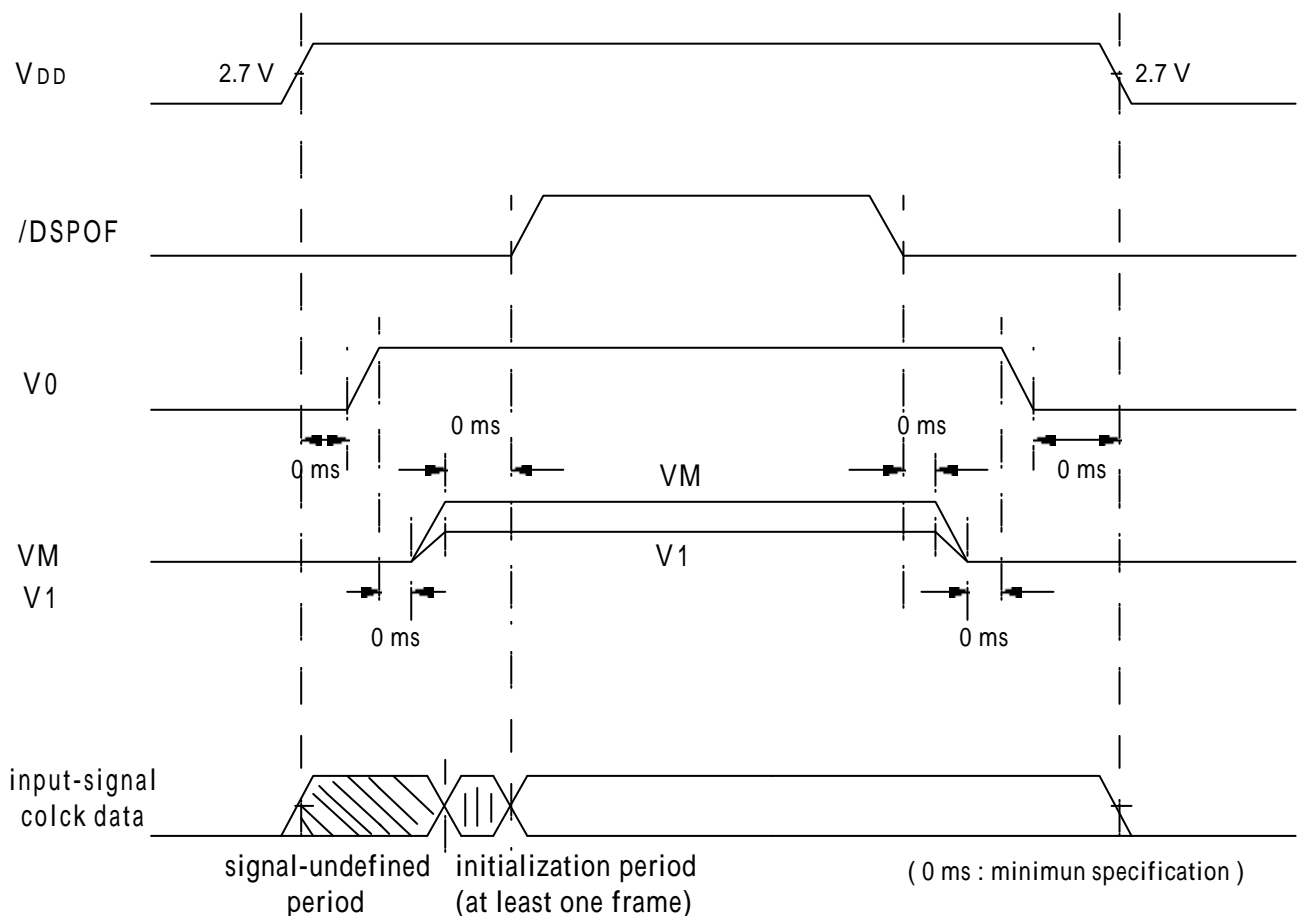 VDD
2.7 V
2.7 V
/DSPOF
V0
0 ms
0 ms
0 ms
0 ms
VM
VM
V1
V1
0 ms
0 ms
input-signal
colck data
signal-undefined
period
initialization period
(at least one frame)
( 0 ms : minimun specification )